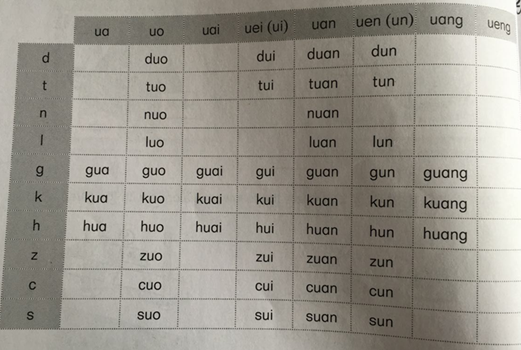 ua uo uai uei (ui) uan uen (un) uang ueng
d duo dui duan dun
t tuo tui tuan tun
n nuo nuan
l luo luan lun
g gua guo guai gui guan gun guang
k kua kuo kuai kui kuan kun kuang
h hua huo huai hui huan hun huang
z zuo zui zuan zun
c cuo cui cuan cun
s suo sui suan sun